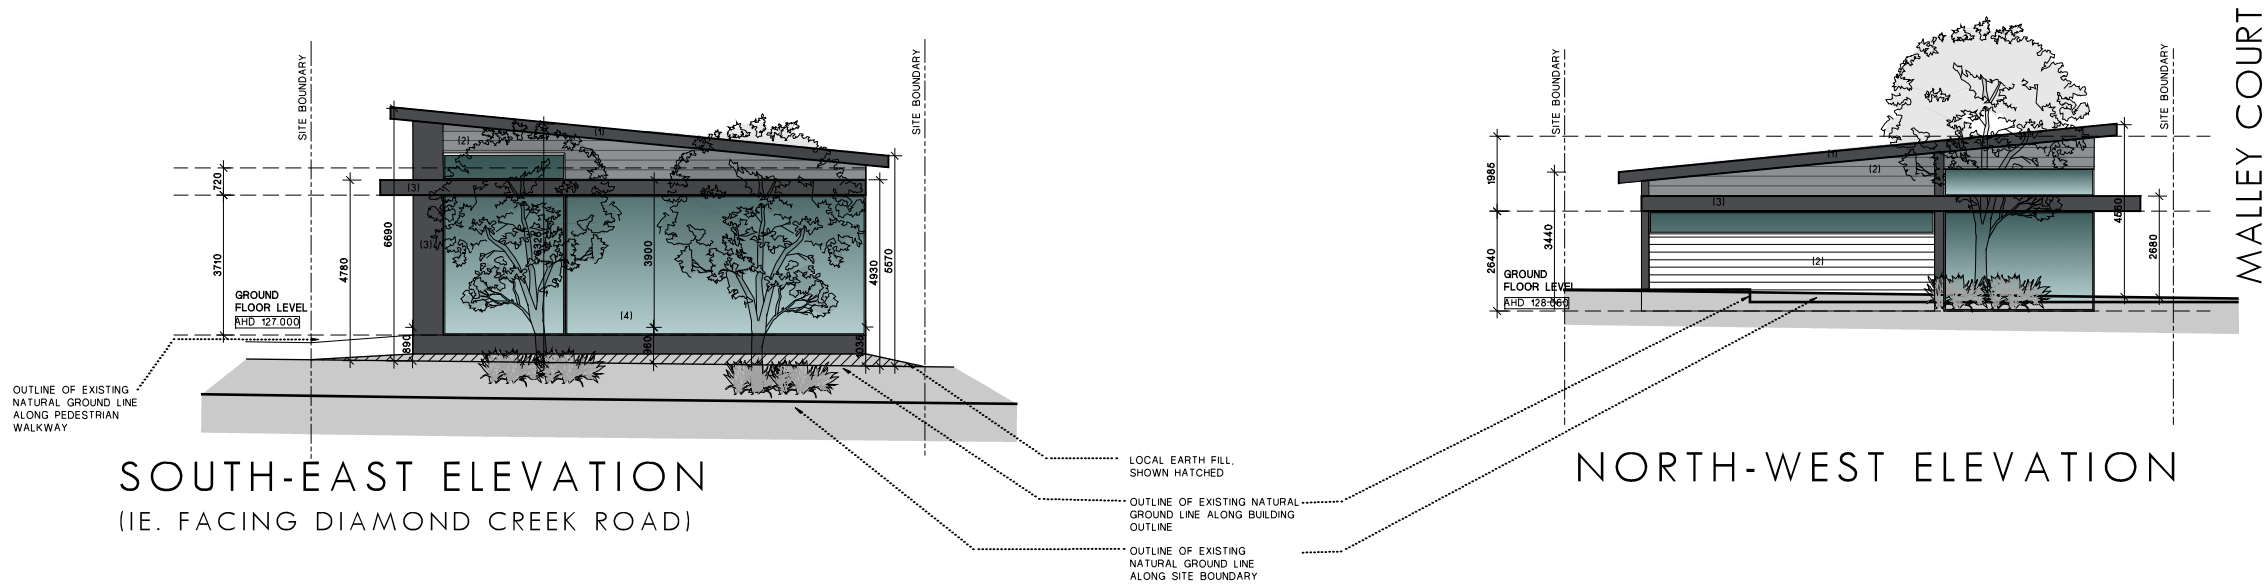 SITE BOUNDARY
SITE BOUNDARY
(1)
(2)
(3)
(3)
(4)
720
3710
4780
6690
890
6325
3900
960
4930
5570
1035
GROUND
FLOOR LEVEL
AHD 127.000
OUTLINE OF EXISTING
NATURAL GROUND LINE
ALONG PEDESTRIAN
WALKWAY
SOUTH-EAST ELEVATION
(IE. FACING DIAMOND CREEK ROAD)
LOCAL EARTH FILL,
SHOWN HATCHED
OUTLINE OF EXISTING NATURAL
GROUND LINE ALONG BUILDING
OUTLINE
OUTLINE OF EXISTING
NATURAL GROUND LINE
ALONG SITE BOUNDARY
SITE BOUNDARY
SITE BOUNDARY
MALLEY COURT
(1)
(2)
(3)
(2)
1985
2640
3440
4560
2680
GROUND
FLOOR LEVEL
NORTH-WEST ELEVATION